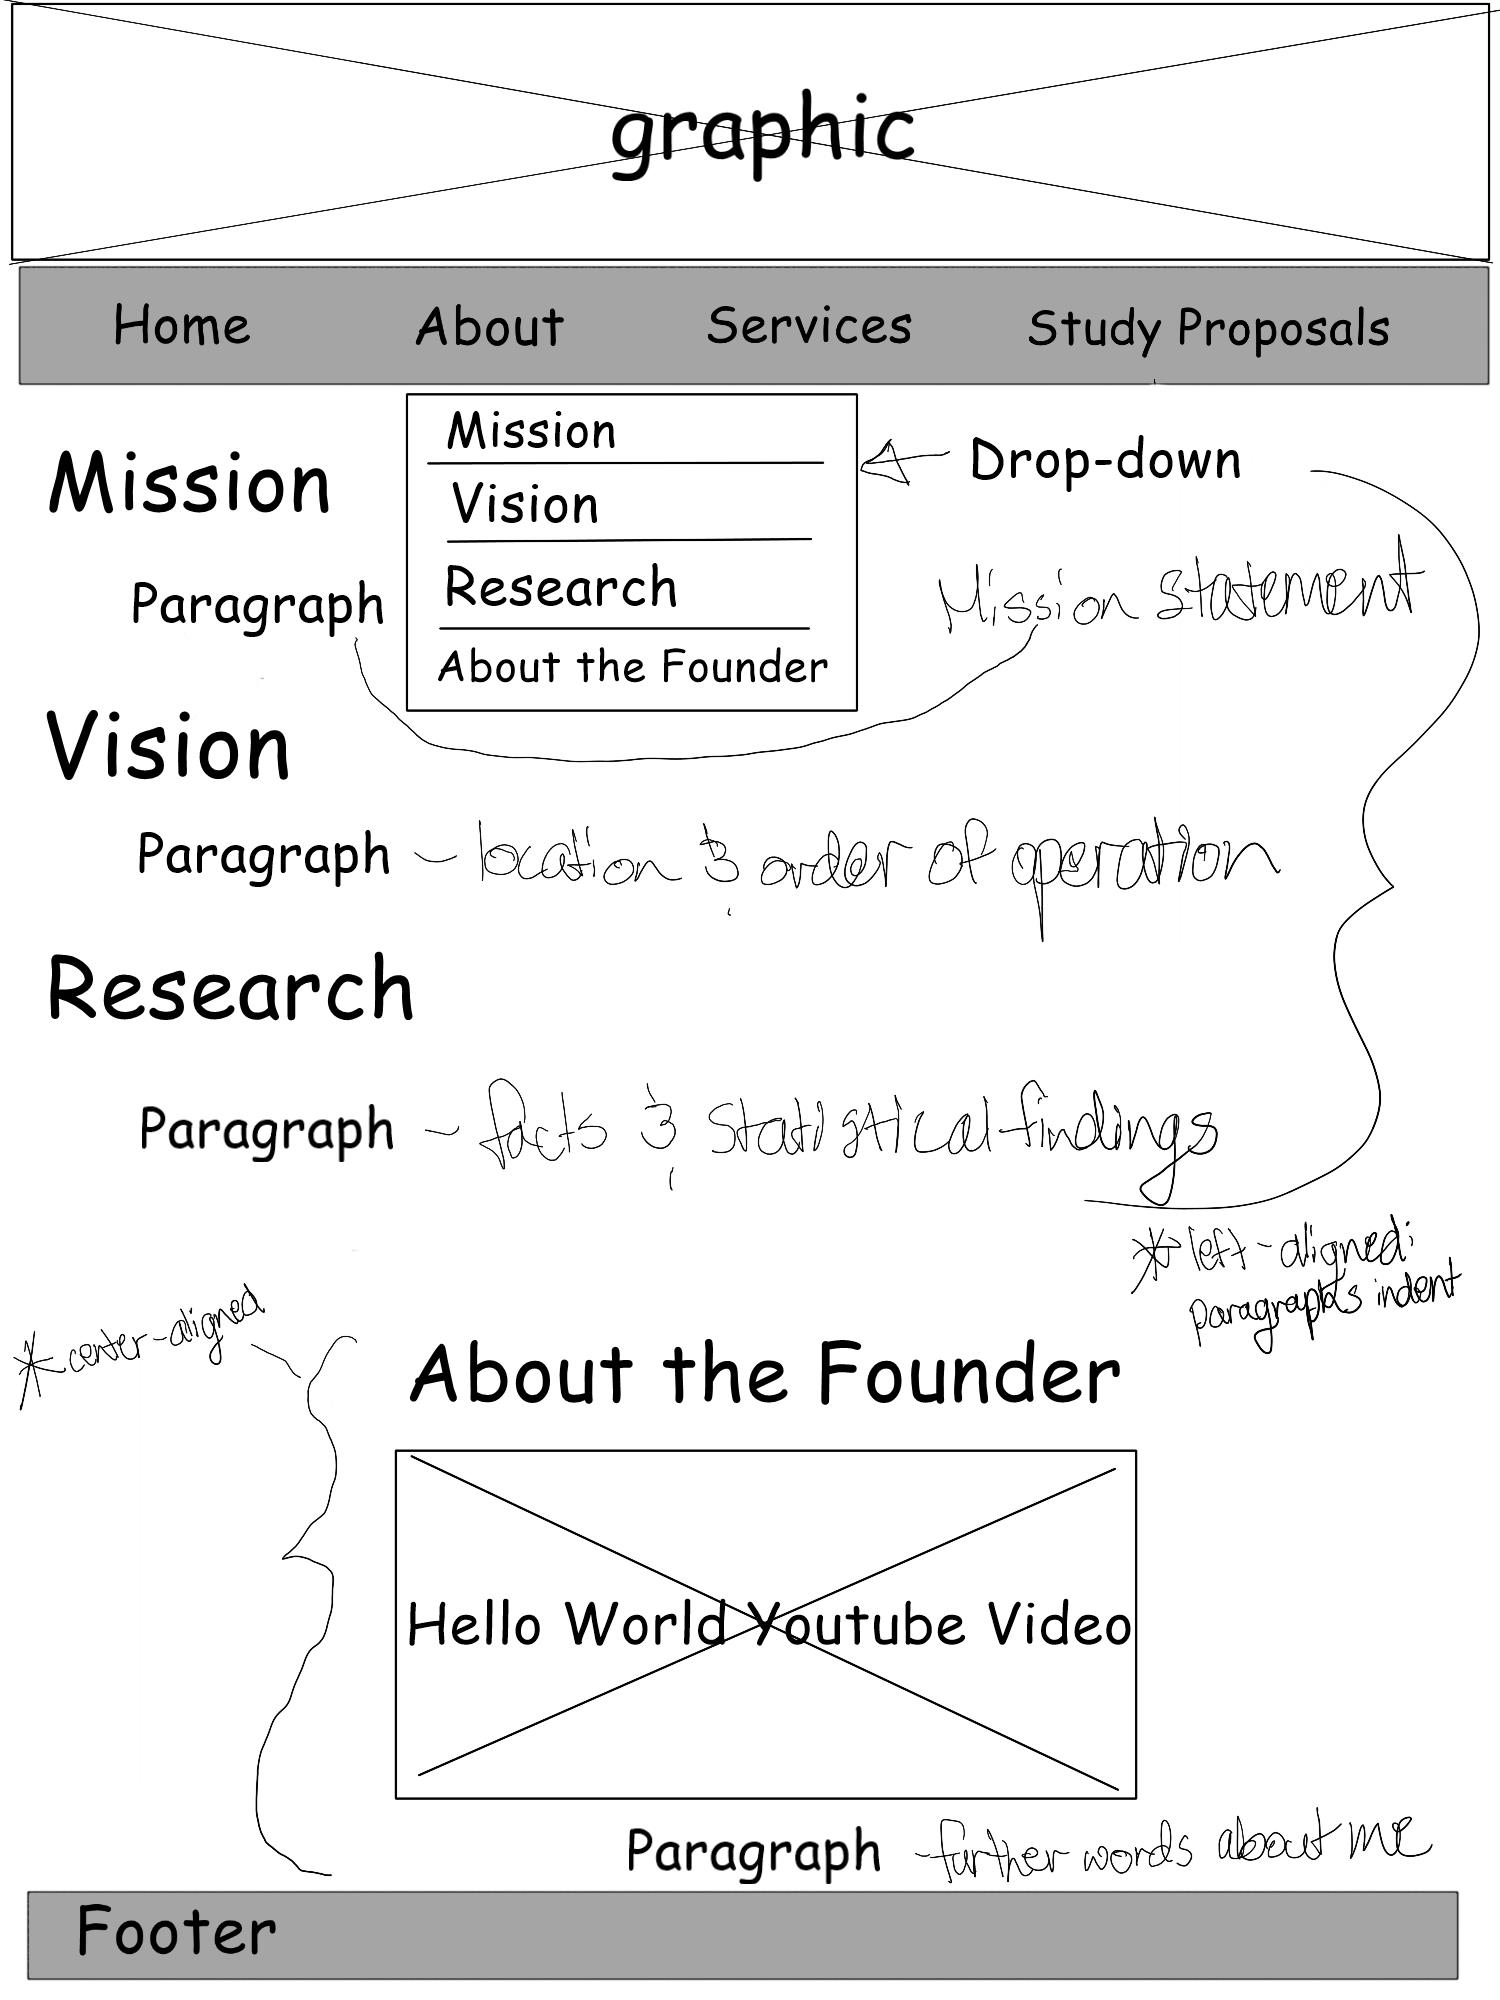 graphic
Home About Services Study Proposals
Mission
Vision
Research
About the Founder
Drop-down
Mission
Paragraph
Mission statement
Vision
Paragraph - location & order of operation
Research
Paragraph - facts & statistical findings
* left-aligned;
paragraphs indent
* center-aligned
About the Founder
Hello World Youtube Video
Paragraph - further words about me
Footer